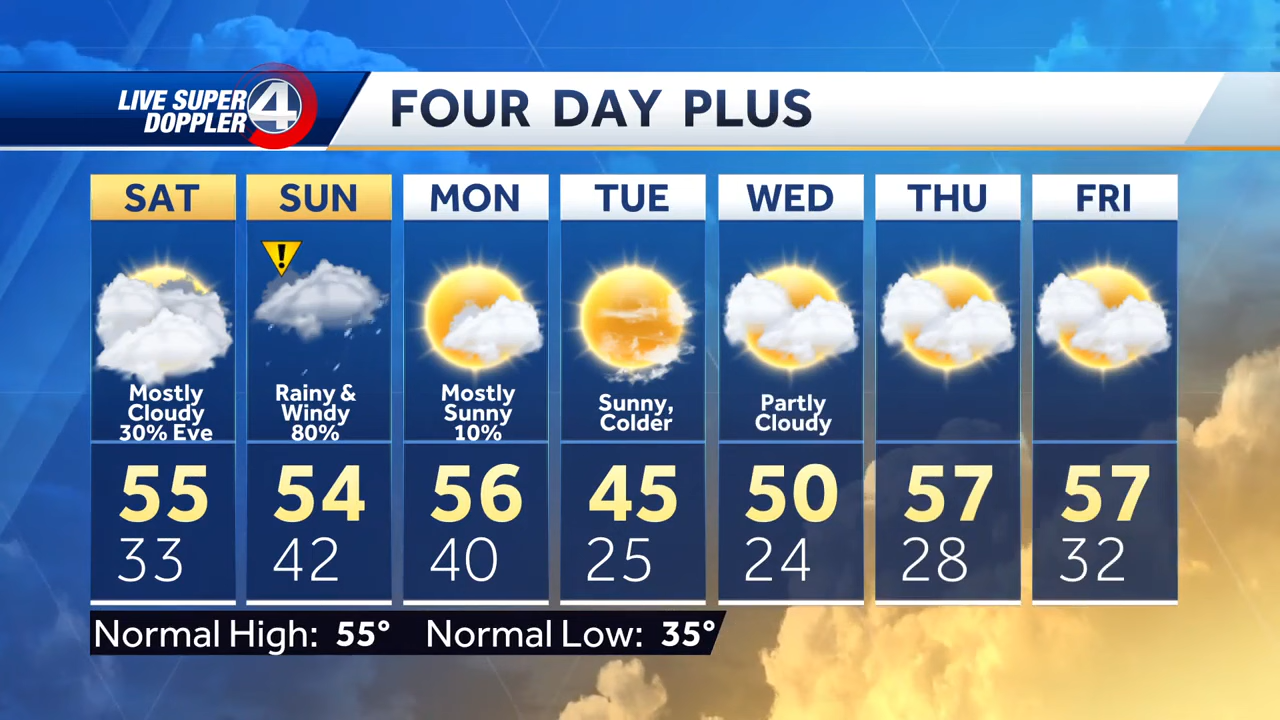 LIVE SUPER
DOPPLER 4
FOUR DAY PLUS
SAT SUN MON TUE WED THU FRI
!
Mostly
Cloudy
30% Eve
Rainy &
Windy
80%
Mostly
Sunny
10%
Sunny,
Colder
Partly
Cloudy
55 54 56 45 50 57 57
33 42 40 25 24 28 32
Normal High: 55° Normal Low: 35°